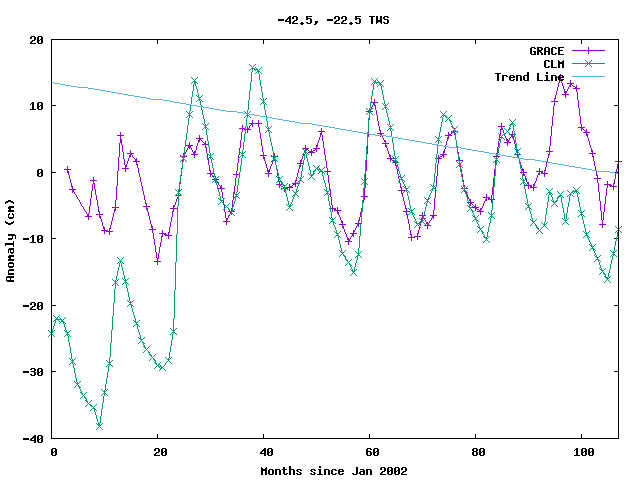 -42.5, -22.5 TWS
GRACE
CLM
Trend Line
20
10
0
-10
-20
-30
-40
Anomaly (cm)
0 20 40 60 80 100
Months since Jan 2002